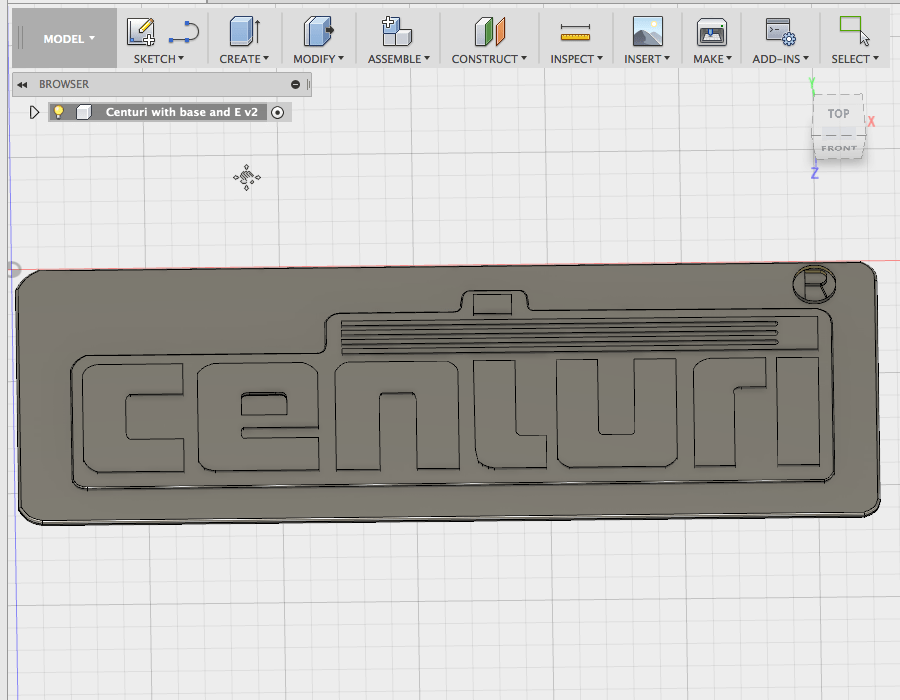 MODEL
SKETCH CREATE MODIFY ASSEMBLE CONSTRUCT INSPECT INSERT MAKE ADD-INS SELECT
BROWSER
Centuri with base and E v2
Y
TOP
X
FRONT
Z
®
centuri